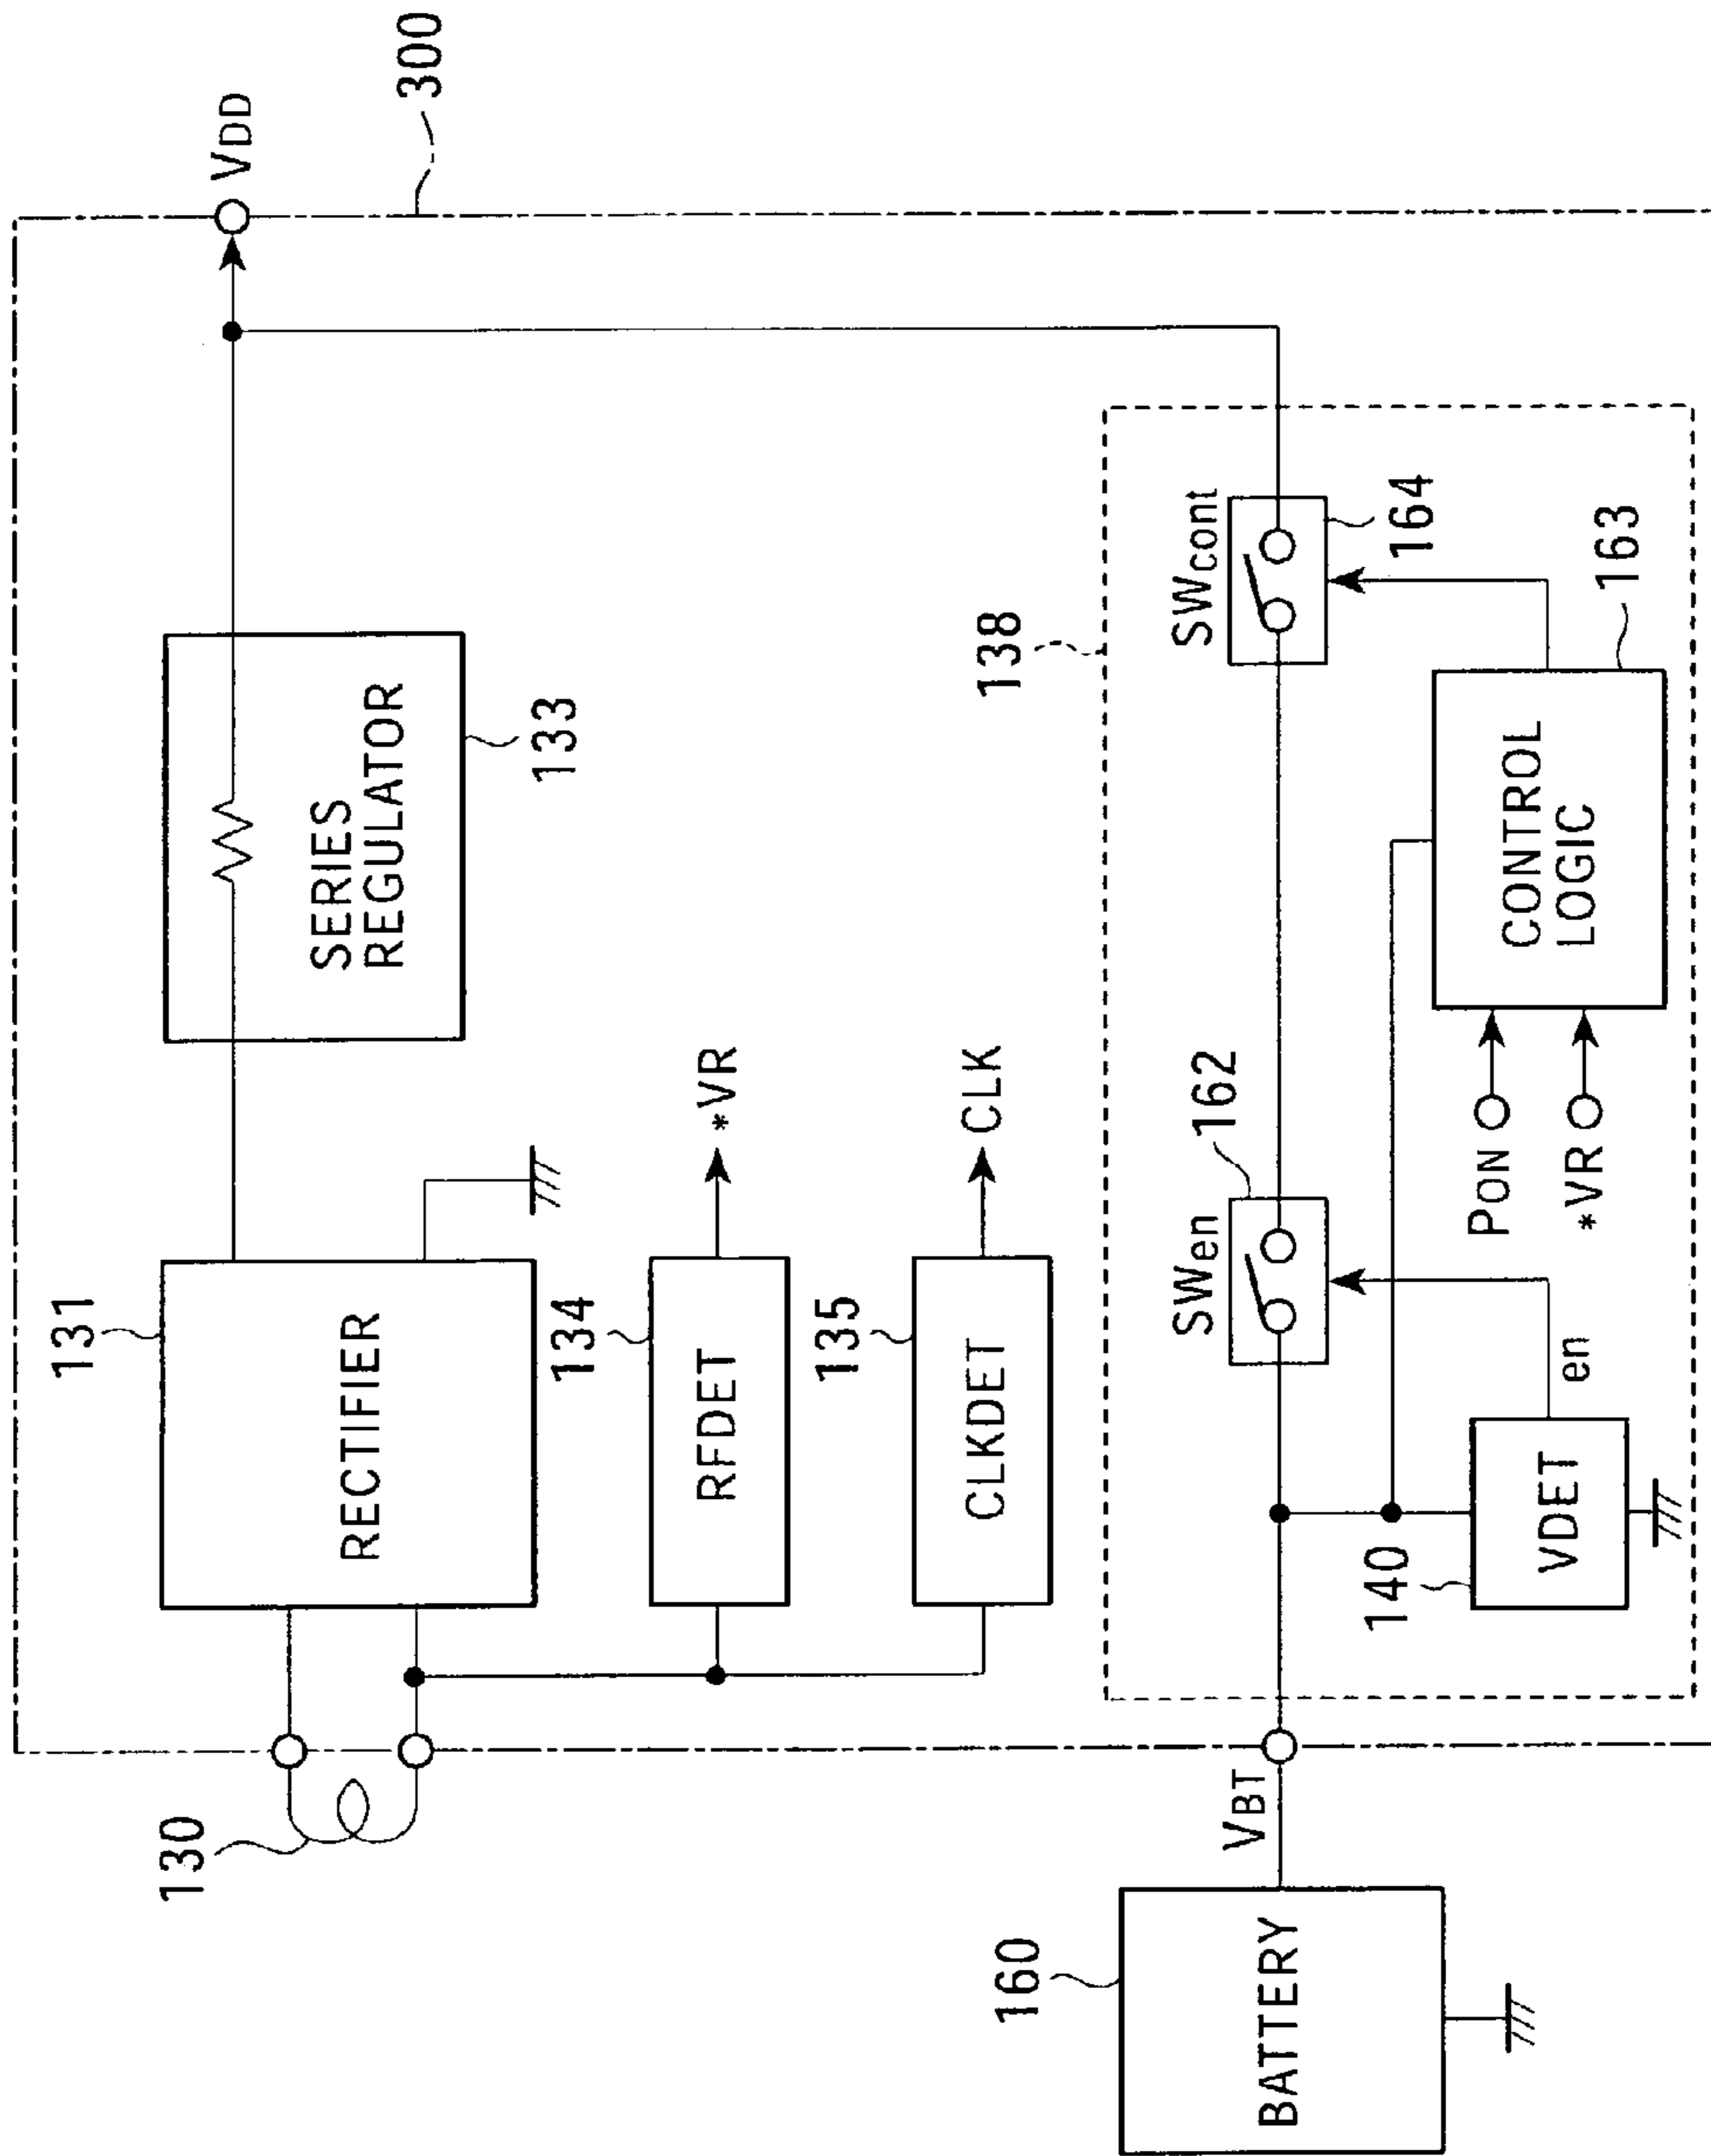 300
VDD
131
RECTIFIER
SERIES
REGULATOR
133
130
134
RFDET
*VR
135
CLKDET
CLK
138
160
BATTERY
VBT
SWen
162
SWcont
164
140
VDET
en
PON
*VR
CONTROL
LOGIC
163